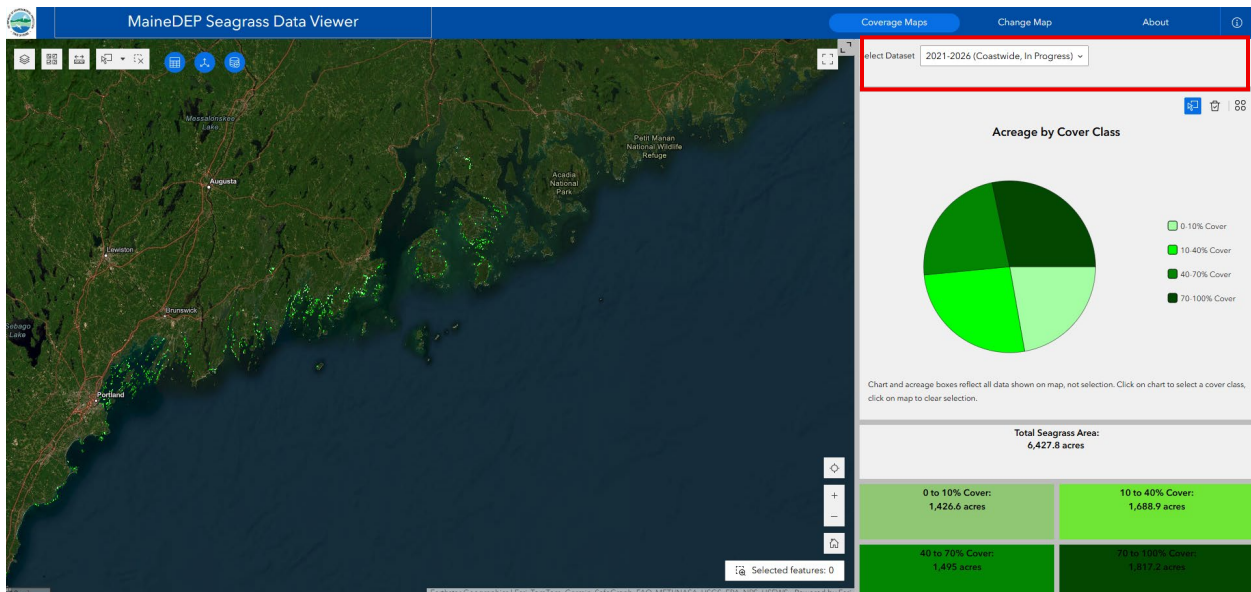 MaineDEP Seagrass Data Viewer
Coverage Maps
Change Map
About
elect Dataset
2021-2026 (Coastwide, In Progress)
Messalonskee
Lake
Augusta
Petit Manan
National Wildlife
Refuge
Acadia
National
Park
Lewiston
Brunswick
Sebago
Lake
Portland
Acreage by Cover Class
0-10% Cover
10-40% Cover
40-70% Cover
70-100% Cover
Chart and acreage boxes reflect all data shown on map, not selection. Click on chart to select a cover class,
click on map to clear selection.
Total Seagrass Area:
6,427.8 acres
0 to 10% Cover:
1,426.6 acres
10 to 40% Cover:
1,688.9 acres
40 to 70% Cover:
1,495 acres
70 to 100% Cover:
1,817.2 acres
Selected features: 0